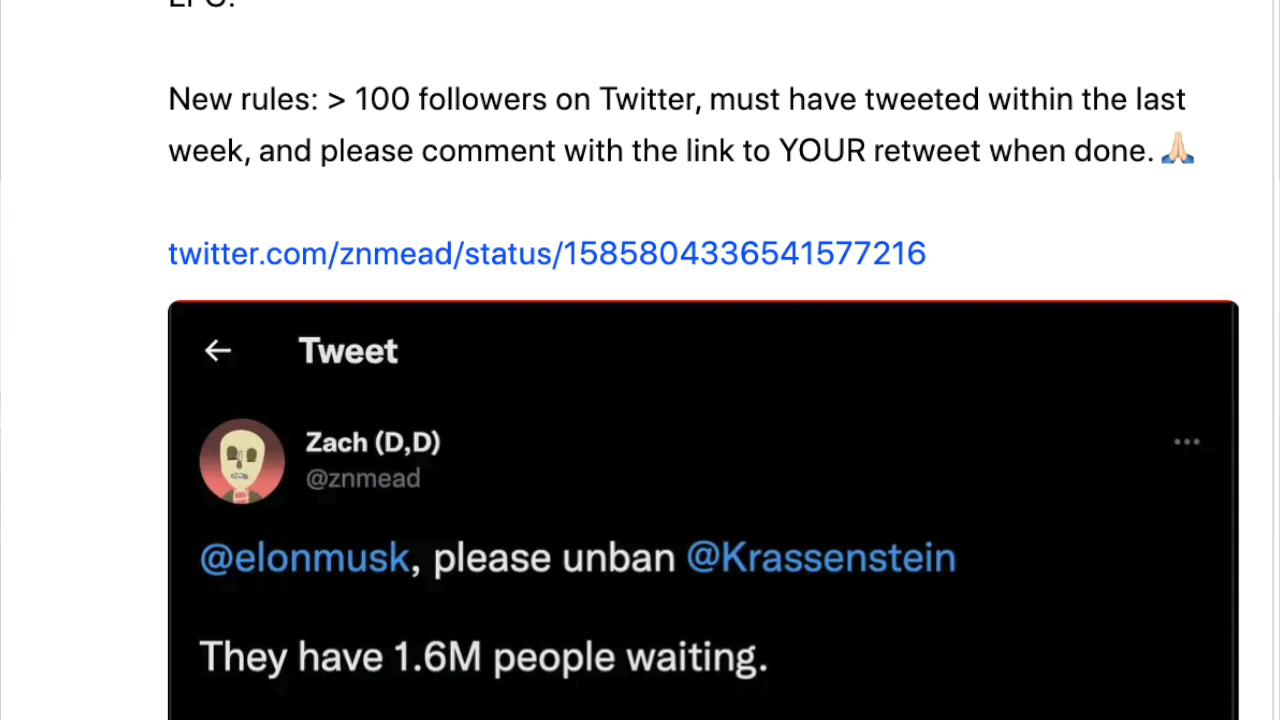 New rules: > 100 followers on Twitter, must have tweeted within the last
week, and please comment with the link to YOUR retweet when done. 🙏🏻
twitter.com/znmead/status/1585804336541577216
Tweet
Zach (D,D)
@znmead
@elonmusk, please unban @Krassenstein
They have 1.6M people waiting.